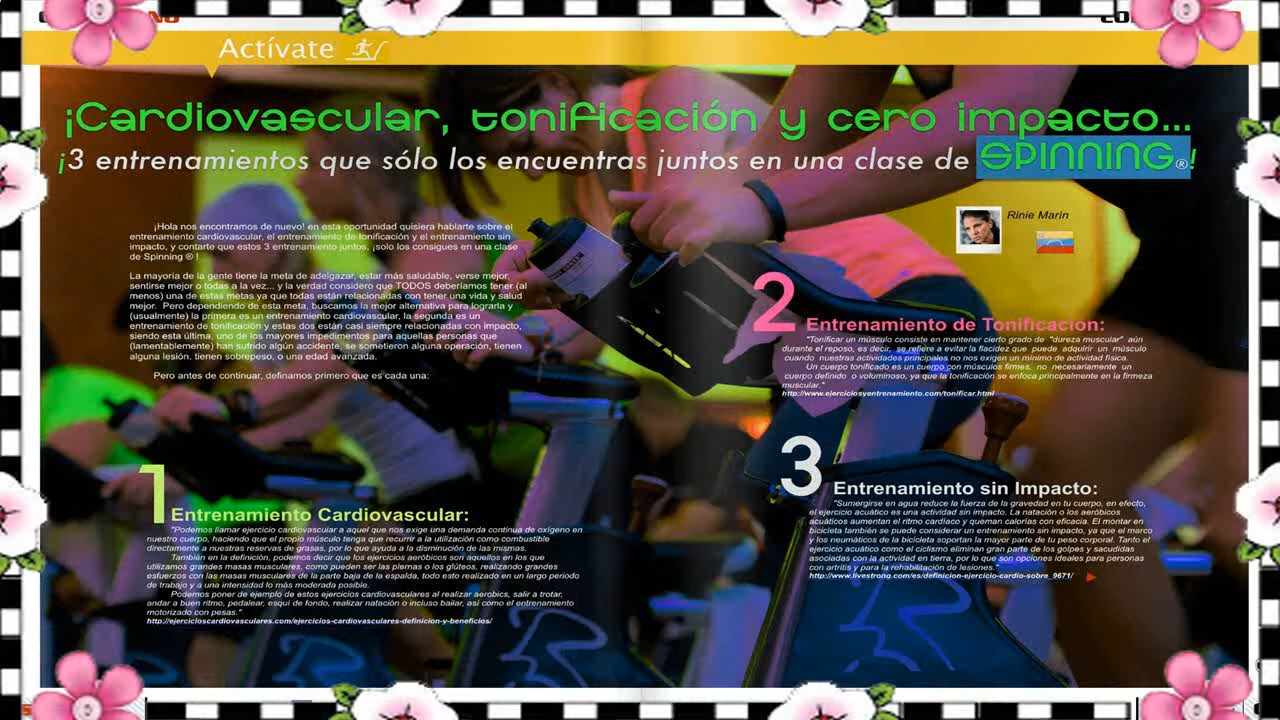 Actívate
¡Cardiovascular, tonificación y cero impacto...
¡3 entrenamientos que sólo los encuentras juntos en una clase de SPINNING®!
Rinie Marín
¡Hola nos encontramos de nuevo! en esta oportunidad quisiera hablarte sobre el
entrenamiento cardiovascular, el entrenamiento de tonificación y el entrenamiento sin
impacto, y contarte que estos 3 entrenamiento juntos, ¡solo los consigues en una clase
de Spinning ® !
La mayoría de la gente tiene la meta de adelgazar, estar más saludable, verse mejor,
sentirse mejor o todas a la vez... y la verdad considero que TODOS deberíamos tener (al
menos) una de estas metas ya que todas están relacionadas con tener una vida y salud
mejor. Pero dependiendo de esta meta, buscamos la mejor alternativa para lograrla y
(usualmente) la primera es un entrenamiento cardiovascular, la segunda es un
entrenamiento de tonificación y estas dos están casi siempre relacionadas con impacto,
siendo esta última, uno de los mayores impedimentos para aquellas personas que
(lamentablemente) han sufrido algún accidente, se sometieron alguna operación, tienen
alguna lesión, tienen sobrepeso, o una edad avanzada.
Pero antes de continuar, definamos primero que es cada una:
1
Entrenamiento Cardiovascular:
"Podemos llamar ejercicio cardiovascular a aquel que nos exige una demanda continua de oxígeno en
nuestro cuerpo, haciendo que el propio músculo tenga que recurrir a la utilización como combustible
directamente a nuestras reservas de grasas, por lo que ayuda a la disminución de las mismas.
También en la definición, podemos decir que los ejercicios aeróbicos son aquellos en los que
utilizamos grandes masas musculares, como pueden ser las piernas o los glúteos, realizando grandes
esfuerzos con las masas musculares de la parte baja de la espalda, todo esto realizado en un largo periodo
de trabajo y a una intensidad lo más moderada posible.
Podemos poner de ejemplo de estos ejercicios cardiovasculares al realizar aerobics, salir a trotar,
andar a buen ritmo, pedalear, esquí de fondo, realizar natación o incluso bailar, así como el entrenamiento
motorizado con pesas."
http://ejercicioscardiovasculares.com/ejercicios-cardiovasculares-definicion-y-beneficios/
2
Entrenamiento de Tonificación:
"Tonificar un músculo consiste en mantener cierto grado de "dureza muscular" aún
durante el reposo, es decir, se refiere a evitar la flacidez que puede adquirir un músculo
cuando nuestras actividades principales no nos exigen un mínimo de actividad física.
Un cuerpo tonificado es un cuerpo con músculos firmes, no necesariamente un
cuerpo definido o voluminoso, ya que la tonificación se enfoca principalmente en la firmeza
muscular."
http://www.ejerciciosyentrenamiento.com/tonificar.html
3
Entrenamiento sin Impacto:
"Sumergirse en agua reduce la fuerza de la gravedad en tu cuerpo, en efecto,
el ejercicio acuático es una actividad sin impacto. La natación o los aeróbicos
acuáticos aumentan el ritmo cardíaco y queman calorías con eficacia. El montar en
bicicleta también se puede considerar un entrenamiento sin impacto, ya que el marco
y los neumáticos de la bicicleta soportan la mayor parte de tu peso corporal. Tanto el
ejercicio acuático como el ciclismo eliminan gran parte de los golpes y sacudidas
asociadas con la actividad en tierra, por lo que son opciones ideales para personas
con artritis y para la rehabilitación de lesiones."
http://www.livestrong.com/es/definicion-ejercicio-cardio-sobre_9671/